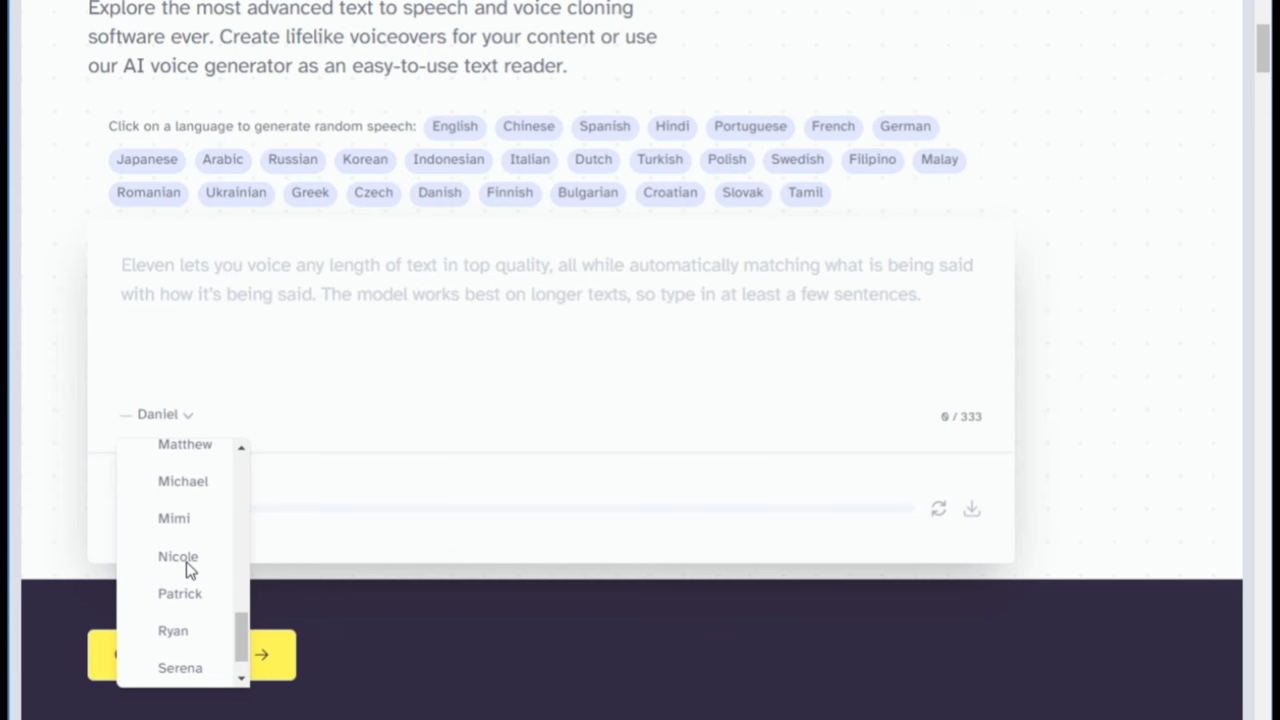 Explore the most advanced text to speech and voice cloning
software ever. Create lifelike voiceovers for your content or use
our AI voice generator as an easy-to-use text reader.
Click on a language to generate random speech: English Chinese Spanish Hindi Portuguese French German
Japanese Arabic Russian Korean Indonesian Italian Dutch Turkish Polish Swedish Filipino Malay
Romanian Ukrainian Greek Czech Danish Finnish Bulgarian Croatian Slovak Tamil
Eleven lets you voice any length of text in top quality, all while automatically matching what is being said
with how it's being said. The model works best on longer texts, so type in at least a few sentences.
— Daniel 0 / 333
Matthew
Michael
Mimi
Nicole
Patrick
Ryan
Serena